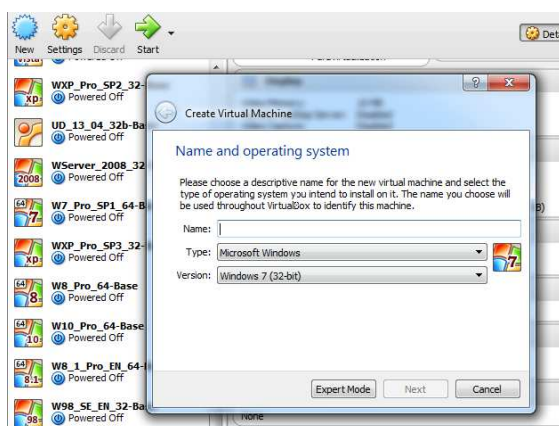 New Settings Discard Start
Deta
WXP_Pro_SP2_32-
Powered Off
UD_13_04_32b-Ba
Powered Off
WServer_2008_32
Powered Off
W7_Pro_SP1_64-B
Powered Off
WXP_Pro_SP3_32-
Powered Off
W8_Pro_64-Base
Powered Off
W10_Pro_64-Base
Powered Off
W8_1_Pro_EN_64-
Powered Off
W98_SE_EN_32-Ba
Powered Off
Create Virtual Machine
Name and operating system
Please choose a descriptive name for the new virtual machine and select the
type of operating system you intend to install on it. The name you choose will
be used throughout VirtualBox to identify this machine.
Name:
Type: Microsoft Windows
Version: Windows 7 (32-bit)
Expert Mode Next Cancel
None